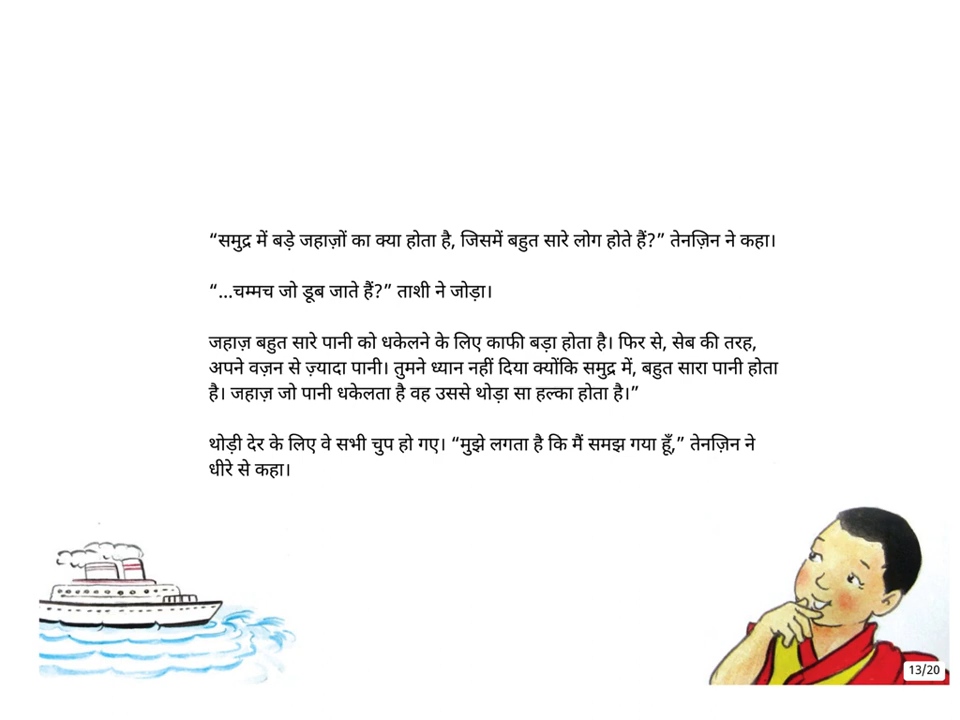 “समुद्र में बड़े जहाज़ों का क्या होता है, जिसमें बहुत सारे लोग होते हैं?” तेनज़िन ने कहा।
“...चम्मच जो डूब जाते हैं?” ताशी ने जोड़ा।
जहाज़ बहुत सारे पानी को धकेलने के लिए काफी बड़ा होता है। फिर से, सेब की तरह,
अपने वज़न से ज़्यादा पानी। तुमने ध्यान नहीं दिया क्योंकि समुद्र में, बहुत सारा पानी होता
है। जहाज़ जो पानी धकेलता है वह उससे थोड़ा सा हल्का होता है।”
थोड़ी देर के लिए वे सभी चुप हो गए। “मुझे लगता है कि मैं समझ गया हूँ,” तेनज़िन ने
धीरे से कहा।
13/20